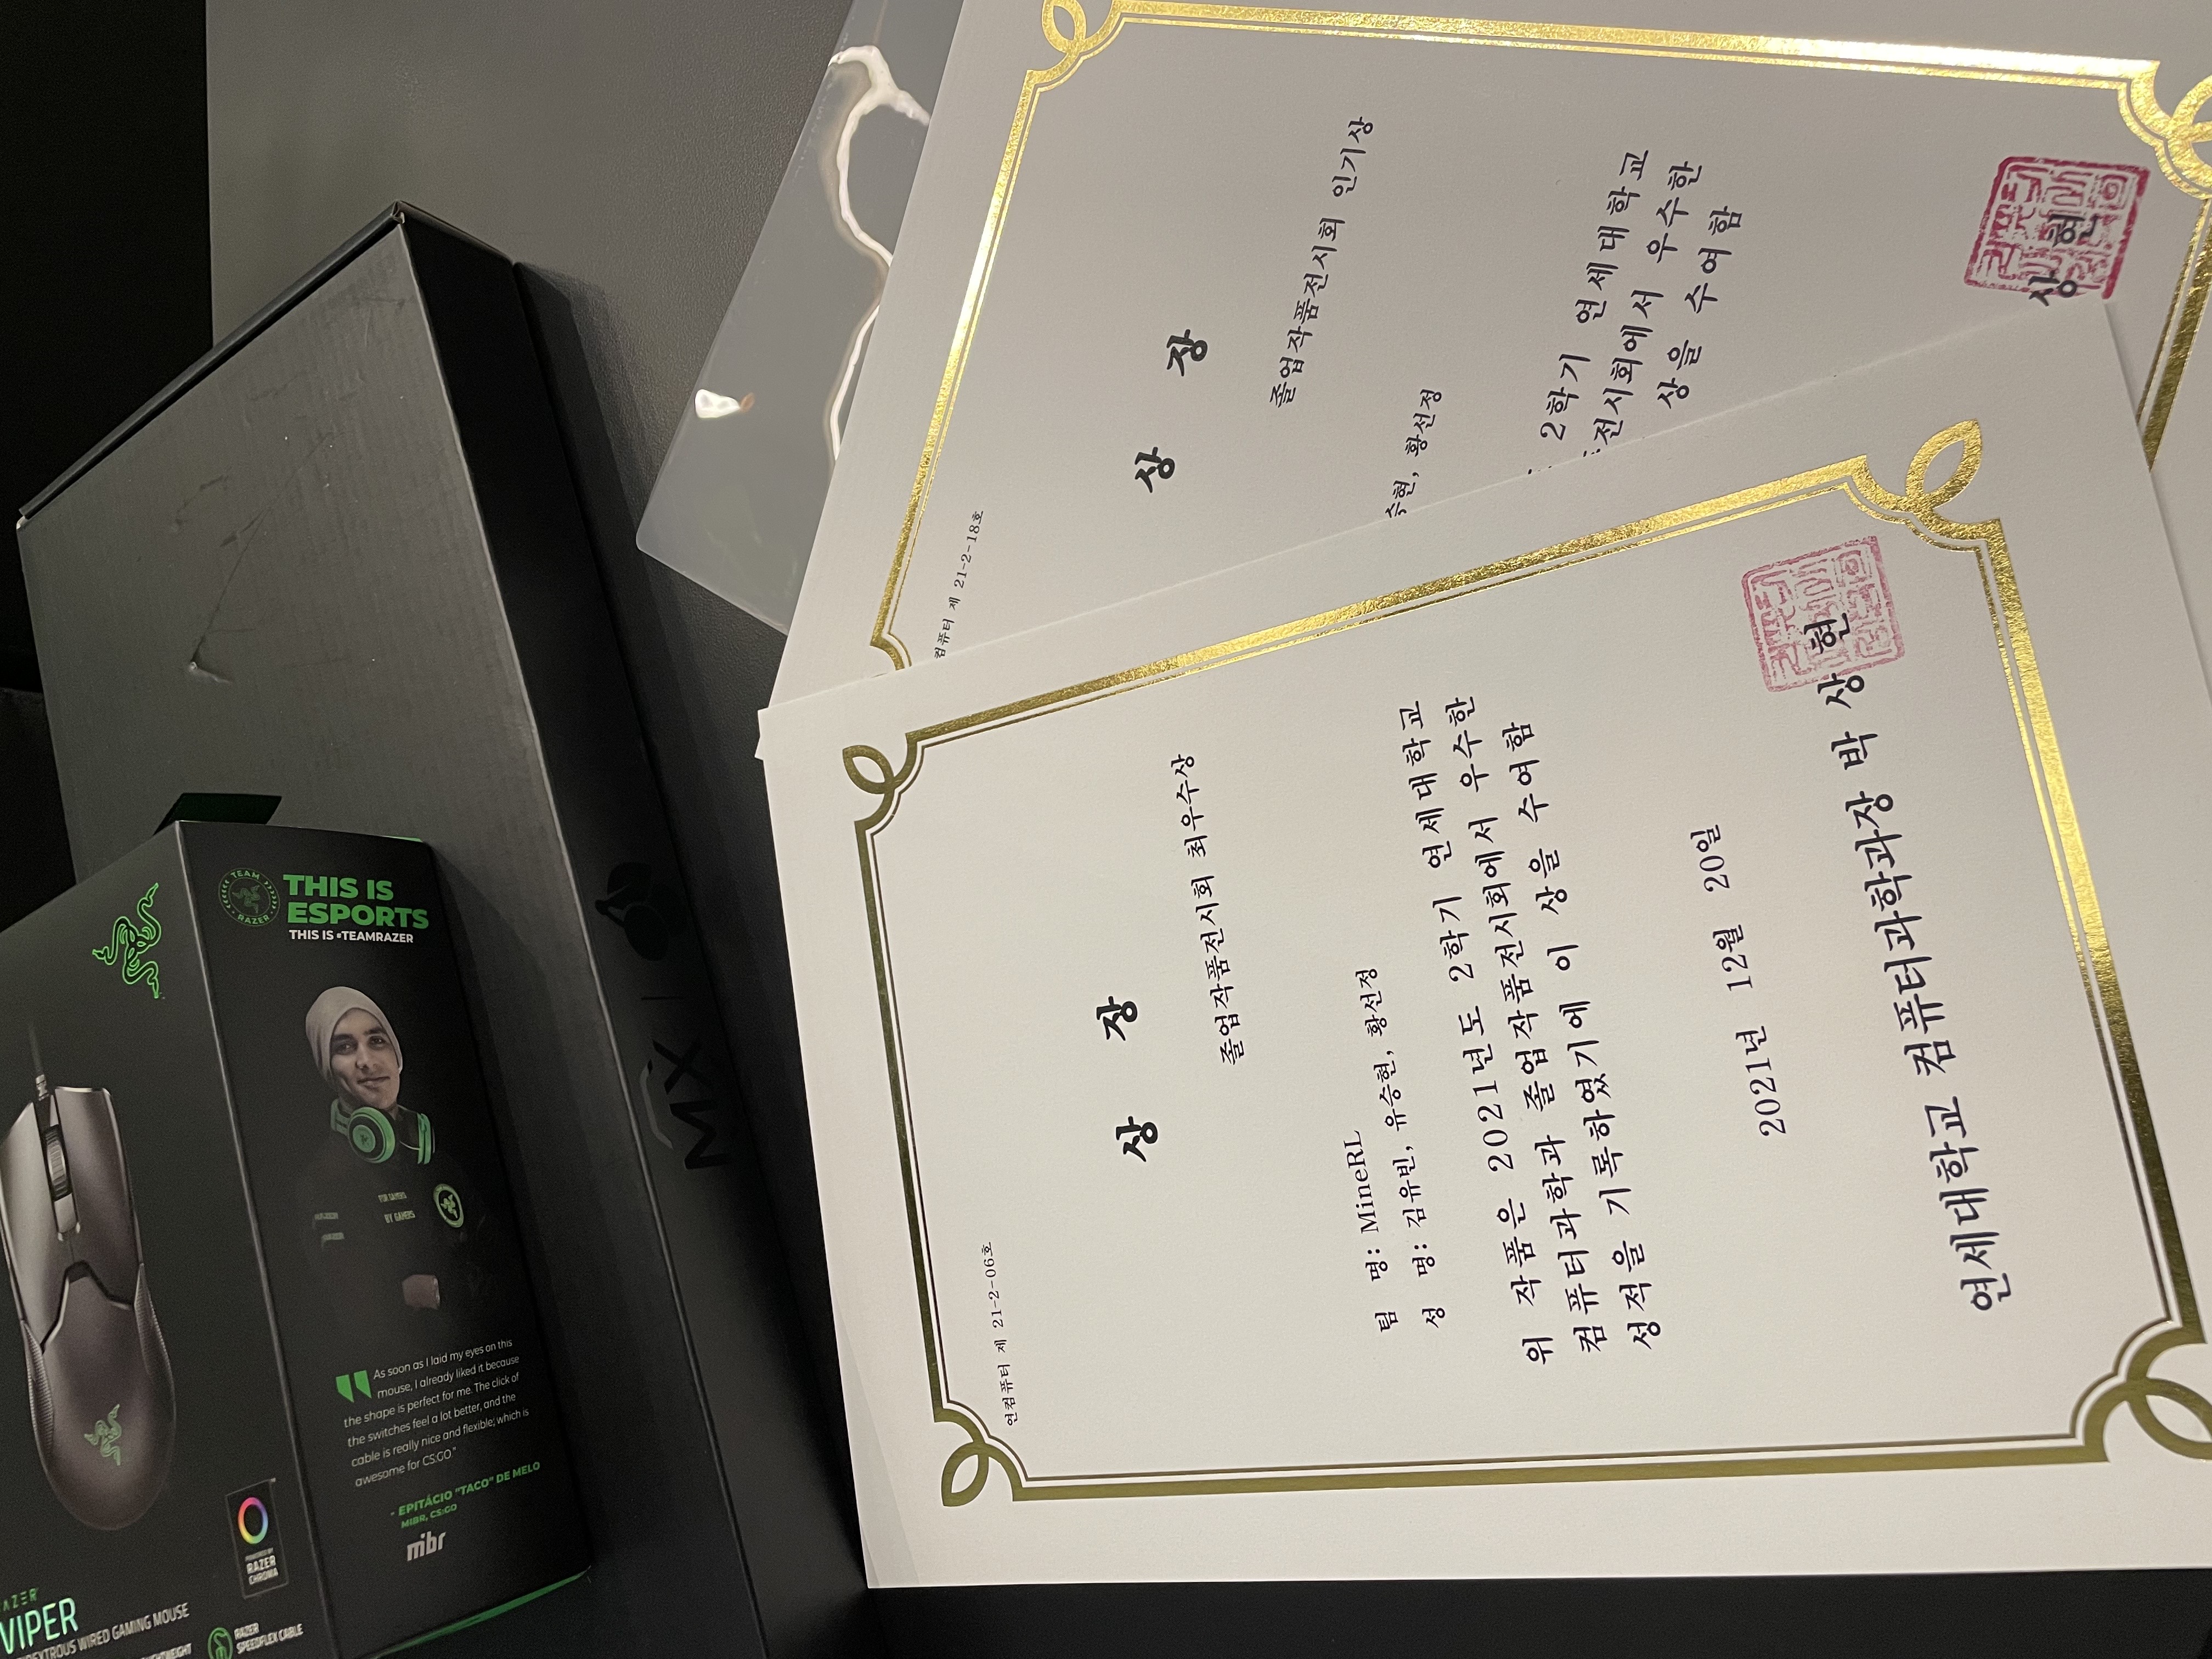 RAZER
VIPER
WIRED GAMING MOUSE
RAZER
SPEEDFLEX CABLE
RAZER
CHROMA
TEAM
RAZER
THIS IS
ESPORTS
THIS IS #TEAMRAZER
FOR GAMERS
BY GAMERS
As soon as I laid my eyes on this
mouse, I already liked it because
the shape is perfect for me. The click of
the switches feel a lot better, and the
cable is really nice and flexible, which is
awesome for CS:GO"
- EPITÁCIO "TACO" DE MELO
MIBR, CS:GO
mibr
MX
연컴퓨터 제 21-2-06호
상 장
졸업작품전시회 최우수상
팀 명: MineRL
성 명: 김유빈, 유승현, 황선정
위 작품은 2021년도 2학기 연세대학교
컴퓨터과학과 졸업작품전시회에서 우수한
성적을 기록하였기에 이 상을 수여함
2021년 12월 20일
연세대학교 컴퓨터과학과장 박 상 현
컴퓨터 제 21-2-18호
상 장
졸업작품전시회 인기상
승현, 황선정
2학기 연세대학교
전시회에서 우수한
상을 수여함
상 현